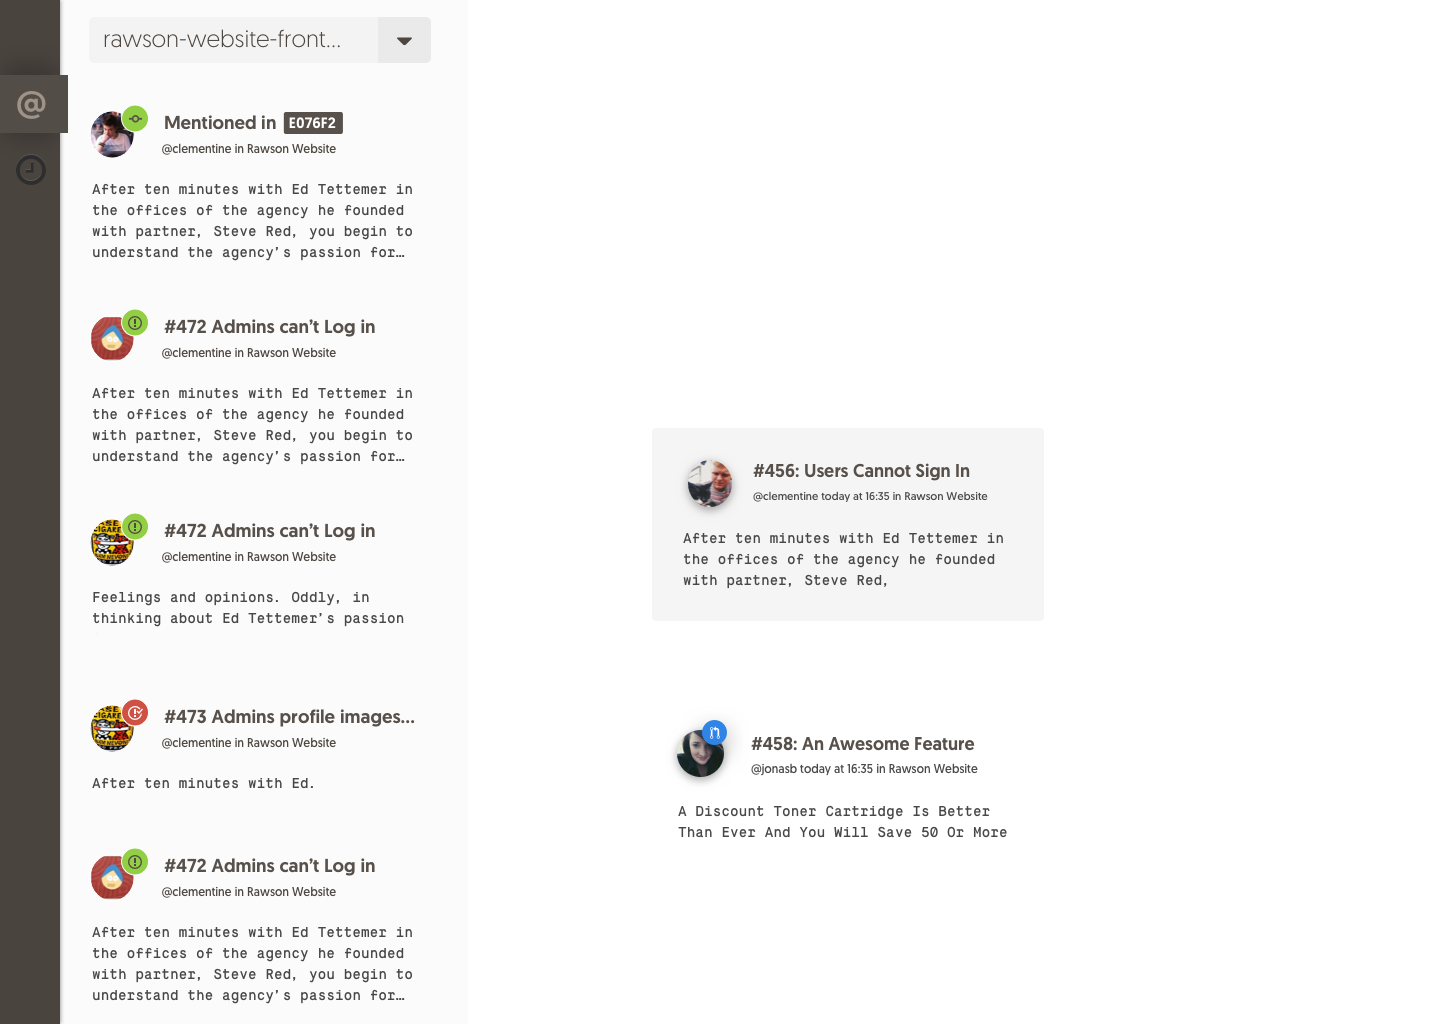 rawson-website-front...
@
Mentioned in E076F2
@clementine in Rawson Website
After ten minutes with Ed Tettemer in
the offices of the agency he founded
with partner, Steve Red, you begin to
understand the agency's passion for…
#472 Admins can't Log in
@clementine in Rawson Website
After ten minutes with Ed Tettemer in
the offices of the agency he founded
with partner, Steve Red, you begin to
understand the agency's passion for…
#472 Admins can't Log in
@clementine in Rawson Website
Feelings and opinions. Oddly, in
thinking about Ed Tettemer's passion
#473 Admins profile images...
@clementine in Rawson Website
After ten minutes with Ed.
#472 Admins can't Log in
@clementine in Rawson Website
After ten minutes with Ed Tettemer in
the offices of the agency he founded
with partner, Steve Red, you begin to
understand the agency's passion for…
#456: Users Cannot Sign In
@clementine today at 16:35 in Rawson Website
After ten minutes with Ed Tettemer in
the offices of the agency he founded
with partner, Steve Red,
#458: An Awesome Feature
@jonasb today at 16:35 in Rawson Website
A Discount Toner Cartridge Is Better
Than Ever And You Will Save 50 Or More